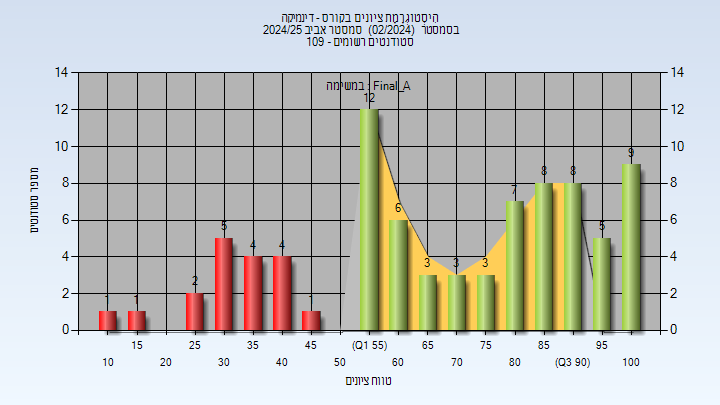 היסטוגרמת ציונים בקורס - דינמיקה
בסמסטר (02/2024) סמסטר אביב 2024/25
סטודנטים רשומים - 109
במשימה : Final_A
מספר סטודנטים
14 14
12 12
10 10
8 8
6 6
4 4
2 2
0 0
1 1 2 5 4 4 1 12 6 3 3 3 7 8 8 5 9
15 25 35 45 (Q1 55) 65 75 85 95
10 20 30 40 50 60 70 80 (Q3 90) 100
טווח ציונים